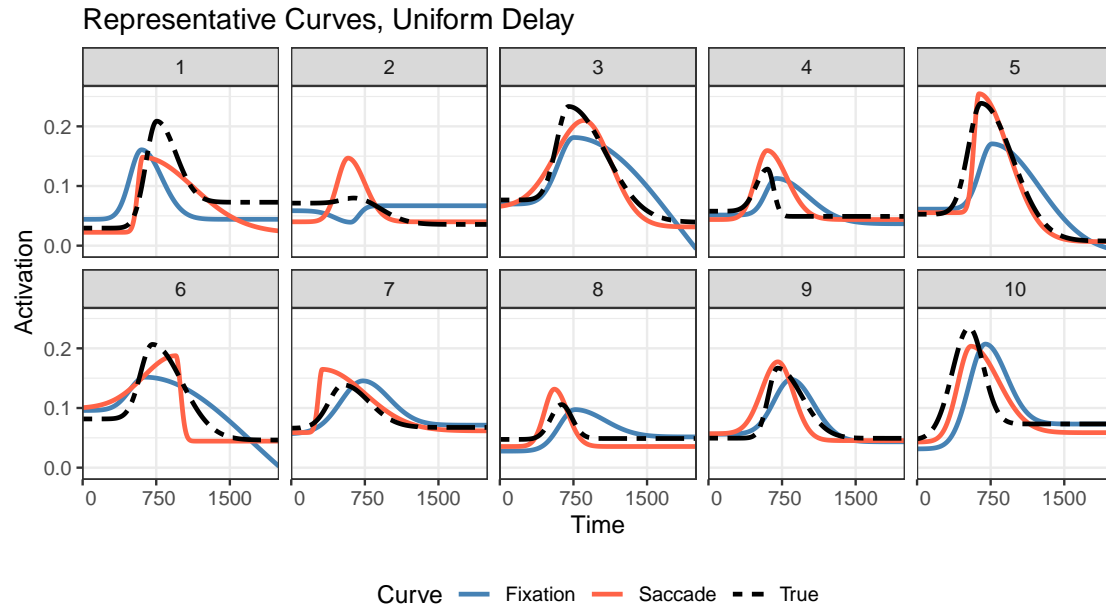 Representative Curves, Uniform Delay
1 2 3 4 5
0.2
0.1
0.0
6 7 8 9 10
0.2
0.1
0.0
Activation
0 750 1500 0 750 1500 0 750 1500 0 750 1500 0 750 1500
Time
Curve Fixation Saccade True